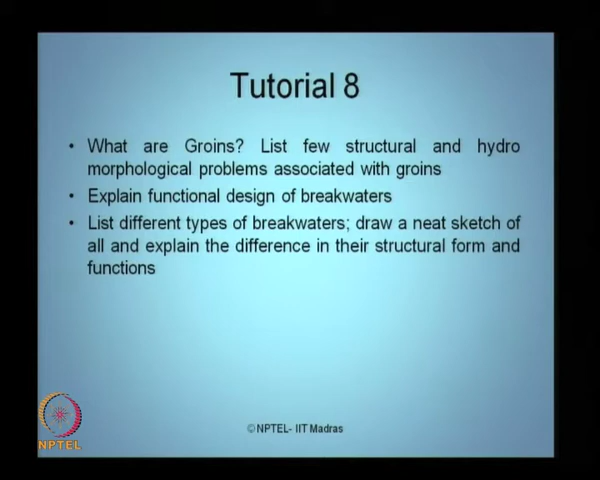 Tutorial 8
• What are Groins? List few structural and hydro
morphological problems associated with groins
• Explain functional design of breakwaters
• List different types of breakwaters; draw a neat sketch of
all and explain the difference in their structural form and
functions
NPTEL
©NPTEL- IIT Madras